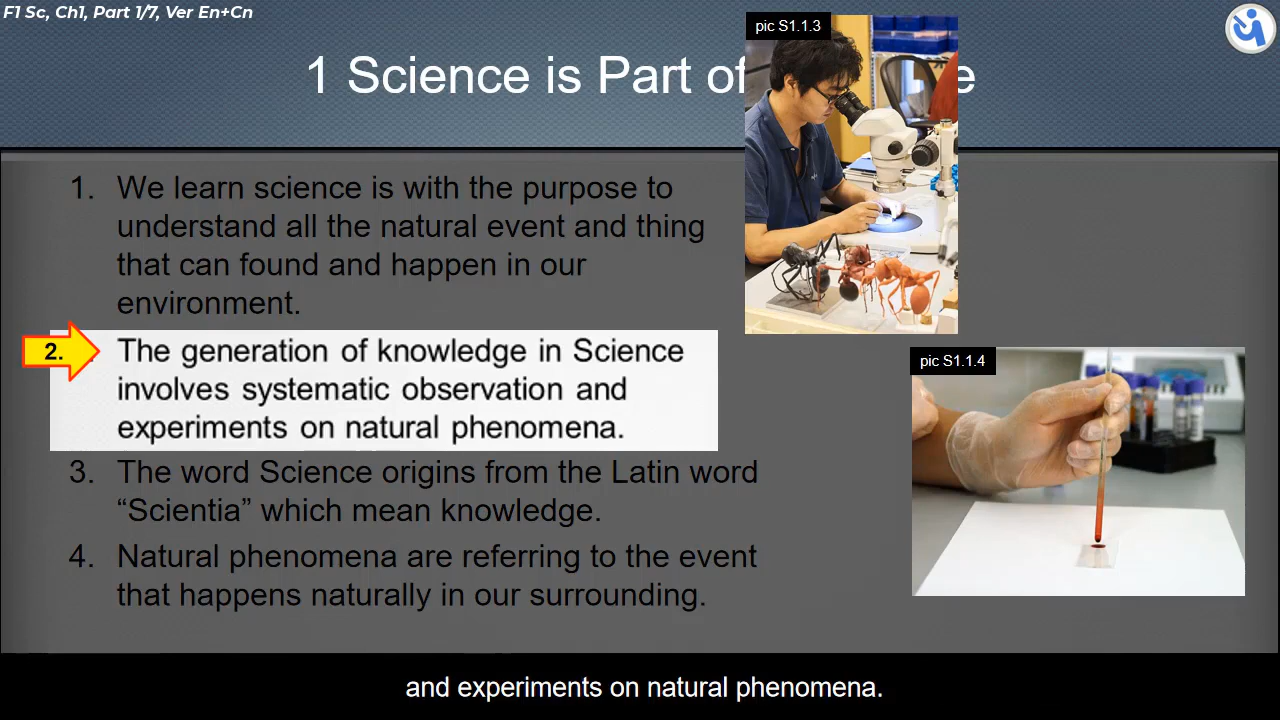 F1 Sc, Ch1, Part 1/7, Ver En+Cn
pic S1.1.3
1 Science is Part of e
1. We learn science is with the purpose to
understand all the natural event and thing
that can found and happen in our
environment.
2. The generation of knowledge in Science
involves systematic observation and
experiments on natural phenomena.
pic S1.1.4
3. The word Science origins from the Latin word
“Scientia” which mean knowledge.
4. Natural phenomena are referring to the event
that happens naturally in our surrounding.
and experiments on natural phenomena.